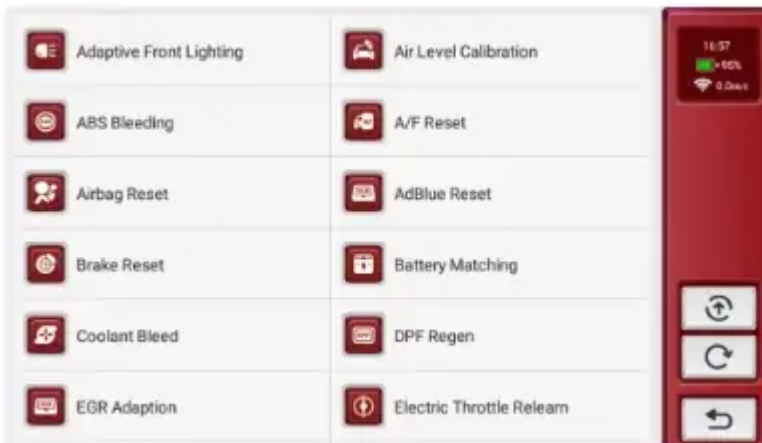 Adaptive Front Lighting
Air Level Calibration
16:57
95%
ABS Bleeding
A/F Reset
Airbag Reset
AdBlue Reset
Brake Reset
Battery Matching
Coolant Bleed
DPF Regen
EGR Adaption
Electric Throttle Relearn